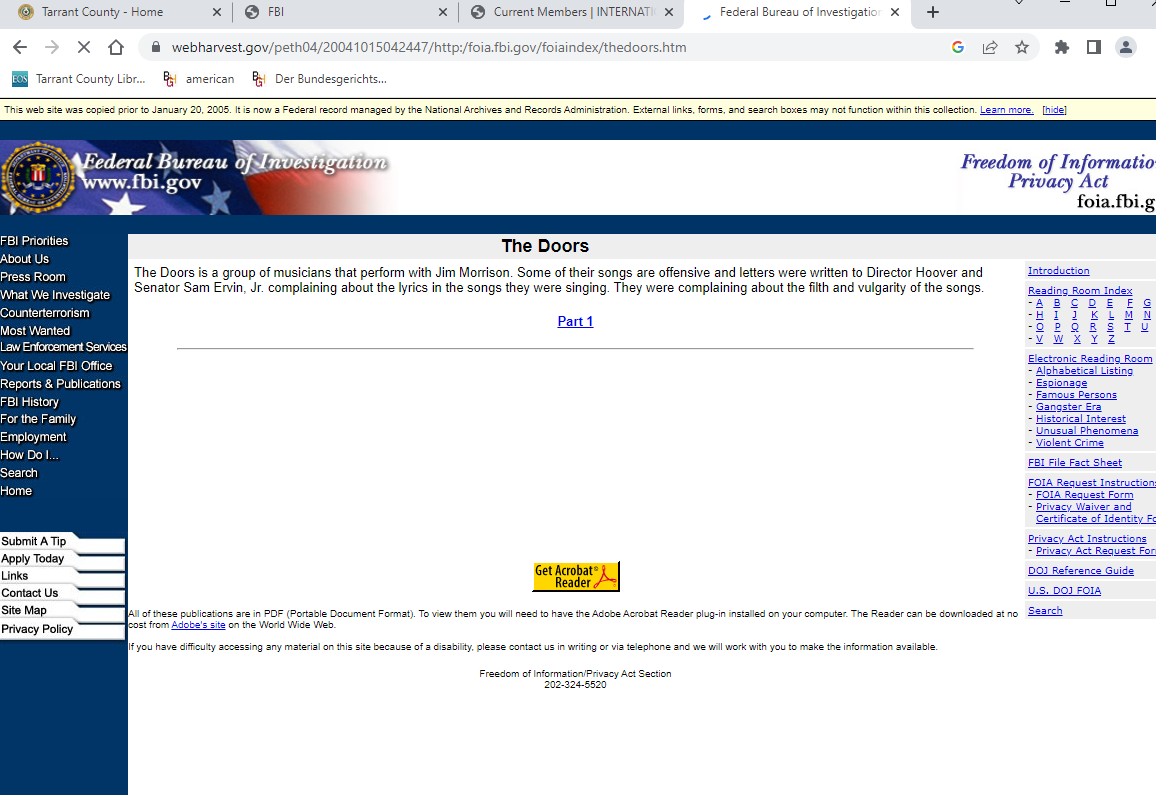 Tarrant County - Home
FBI
Current Members | INTERNATI
Federal Bureau of Investigation
webharvest.gov/peth04/20041015042447/http:/foia.fbi.gov/foiaindex/thedoors.htm
Tarrant County Libr...
american
Der Bundesgerichts...
This web site was copied prior to January 20, 2005. It is now a Federal record managed by the National Archives and Records Administration. External links, forms, and search boxes may not function within this collection. Learn more. [hide]
Federal Bureau of Investigation
www.fbi.gov
Freedom of Informatio
Privacy Act
foia.fbi.g
FBI Priorities
About Us
Press Room
What We Investigate
Counterterrorism
Most Wanted
Law Enforcement Services
Your Local FBI Office
Reports & Publications
FBI History
For the Family
Employment
How Do I...
Search
Home
Submit A Tip
Apply Today
Links
Contact Us
Site Map
Privacy Policy
The Doors
The Doors is a group of musicians that perform with Jim Morrison. Some of their songs are offensive and letters were written to Director Hoover and
Senator Sam Ervin, Jr. complaining about the lyrics in the songs they were singing. They were complaining about the filth and vulgarity of the songs.
Part 1
Get Acrobat®
Reader
All of these publications are in PDF (Portable Document Format). To view them you will need to have the Adobe Acrobat Reader plug-in installed on your computer. The Reader can be downloaded at no
cost from Adobe's site on the World Wide Web.
If you have difficulty accessing any material on this site because of a disability, please contact us in writing or via telephone and we will work with you to make the information available.
Freedom of Information/Privacy Act Section
202-324-5520
Introduction
Reading Room Index
- A B C D E F G
- H I J K L M N
- O P Q R S T U
- V W X Y Z
Electronic Reading Room
- Alphabetical Listing
- Espionage
- Famous Persons
- Gangster Era
- Historical Interest
- Unusual Phenomena
- Violent Crime
FBI File Fact Sheet
FOIA Request Instructions
- FOIA Request Form
- Privacy Waiver and
Certificate of Identity Fo
Privacy Act Instructions
- Privacy Act Request For
DOJ Reference Guide
U.S. DOJ FOIA
Search